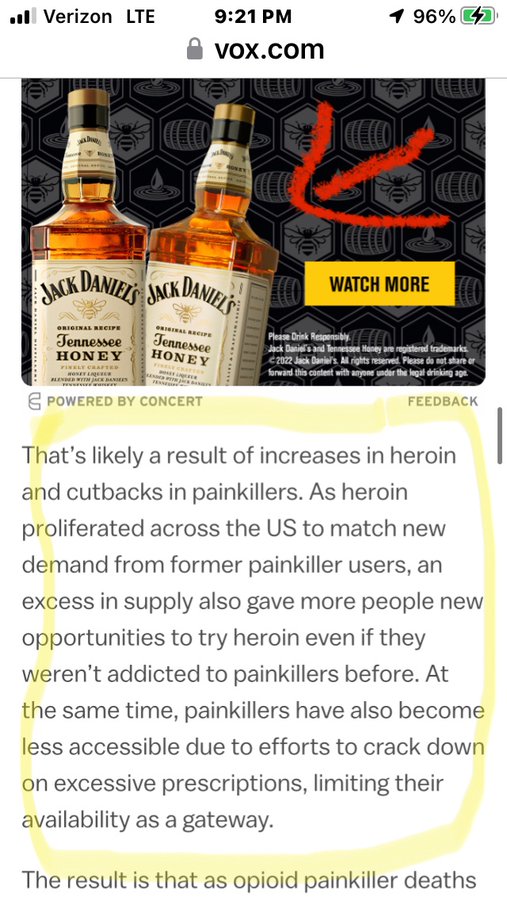 Verizon LTE 9:21 PM 96%
vox.com
JACK DANIEL'S
ORIGINAL RECIPE
Tennessee
HONEY
FINELY CRAFTED
HONEY LIQUEUR
BLENDED WITH JACK DANIELS
TENNESSEE WHISKEY
JACK DANIEL'S
ORIGINAL RECIPE
Tennessee
HONEY
FINELY CRAFTED
HONEY LIQUEUR
BLENDED WITH JACK DANIELS
WATCH MORE
Please Drink Responsibly.
Jack Daniel's and Tennessee Honey are registered trademarks.
©2022 Jack Daniel's. All rights reserved. Please do not share or
forward this content with anyone under the legal drinking age.
POWERED BY CONCERT FEEDBACK
That's likely a result of increases in heroin
and cutbacks in painkillers. As heroin
proliferated across the US to match new
demand from former painkiller users, an
excess in supply also gave more people new
opportunities to try heroin even if they
weren't addicted to painkillers before. At
the same time, painkillers have also become
less accessible due to efforts to crack down
on excessive prescriptions, limiting their
availability as a gateway.
The result is that as opioid painkiller deaths